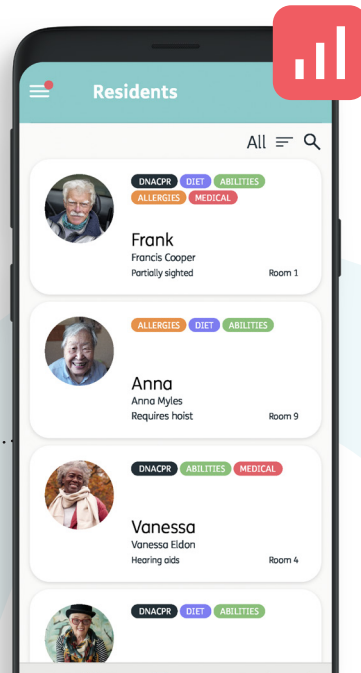 Residents
All
DNACPR DIET ABILITIES
ALLERGIES MEDICAL
Frank
Francis Cooper
Partially sighted Room 1
ALLERGIES DIET ABILITIES
Anna
Anna Myles
Requires hoist Room 9
DNACPR ABILITIES MEDICAL
Vanessa
Vanessa Eldon
Hearing aids Room 4
DNACPR DIET ABILITIES